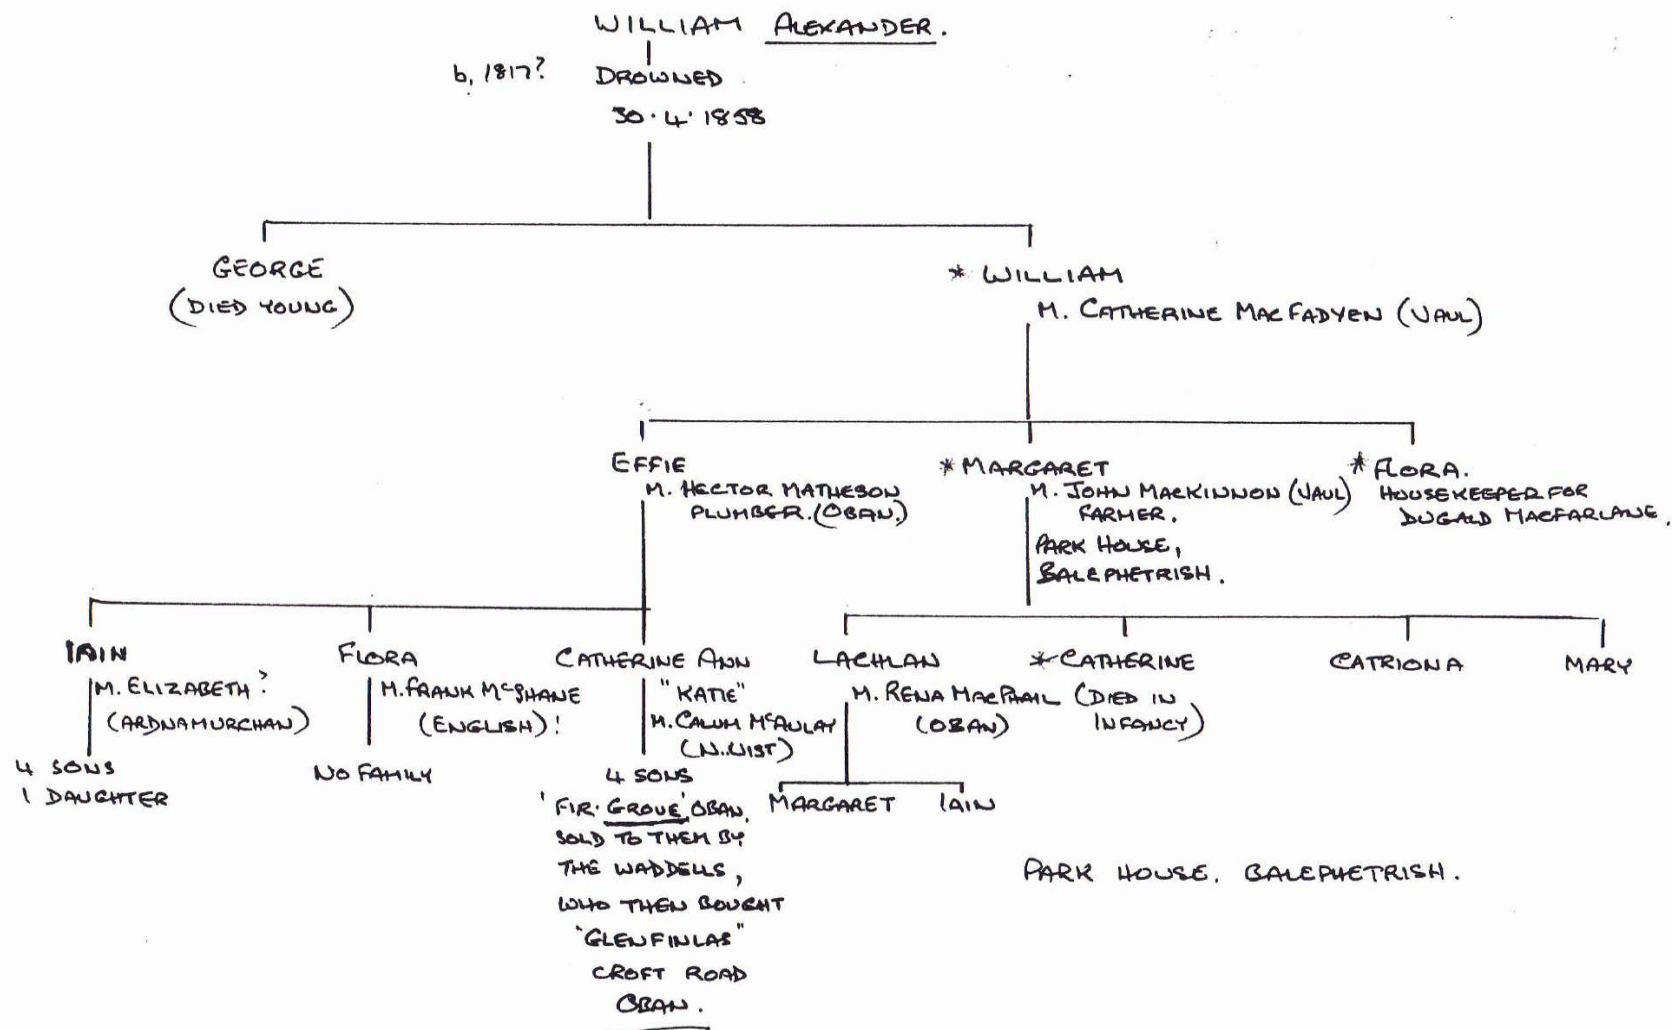 WILLIAM ALEXANDER.
b. 1817? DROWNED
30·4·1858
GEORGE
(DIED YOUNG)
* WILLIAM
M. CATHERINE MACFADYEN (VAUL)
EFFIE
M. HECTOR MATHESON
PLUMBER. (OBAN.)
* MARGARET
M. JOHN MACKINNON (VAUL)
FARMER.
PARK HOUSE,
BALEPHETRISH.
* FLORA.
HOUSEKEEPER FOR
DUGALD MACFARLANE.
IAIN
M. ELIZABETH?
(ARDNAMURCHAN)
4 SONS
1 DAUGHTER
FLORA
M. FRANK McSHANE
(ENGLISH)!
NO FAMILY
CATHERINE ANN
"KATIE"
M. CALUM McAULAY
(N. UIST)
4 SONS
'FIR·GROVE' OBAN.
SOLD TO THEM BY
THE WADDELLS,
WHO THEN BOUGHT
"GLENFINLAS"
CROFT ROAD
OBAN.
LACHLAN
M. RENA MACPHAIL
(OBAN)
MARGARET IAIN
* CATHERINE
(DIED IN
INFANCY)
CATRIONA
MARY
PARK HOUSE. BALEPHETRISH.